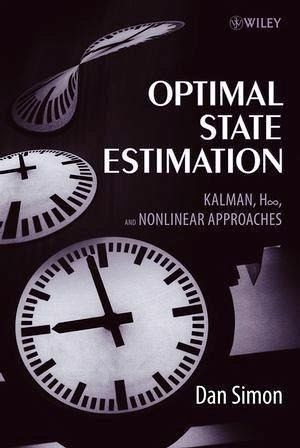 WILEY
OPTIMAL
STATE
ESTIMATION
KALMAN, H∞,
AND NONLINEAR APPROACHES
Dan Simon